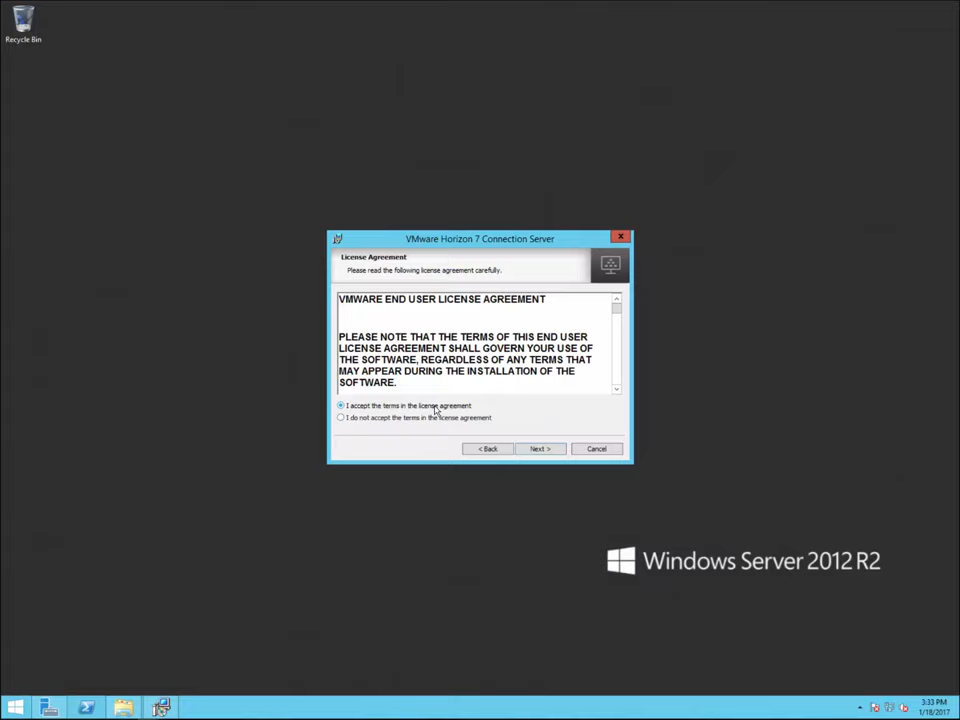 Recycle Bin
VMware Horizon 7 Connection Server
License Agreement
Please read the following license agreement carefully.
VMWARE END USER LICENSE AGREEMENT
PLEASE NOTE THAT THE TERMS OF THIS END USER
LICENSE AGREEMENT SHALL GOVERN YOUR USE OF
THE SOFTWARE, REGARDLESS OF ANY TERMS THAT
MAY APPEAR DURING THE INSTALLATION OF THE
SOFTWARE.
I accept the terms in the license agreement
I do not accept the terms in the license agreement
< Back
Next >
Cancel
Windows Server 2012 R2
3:33 PM
1/18/2017